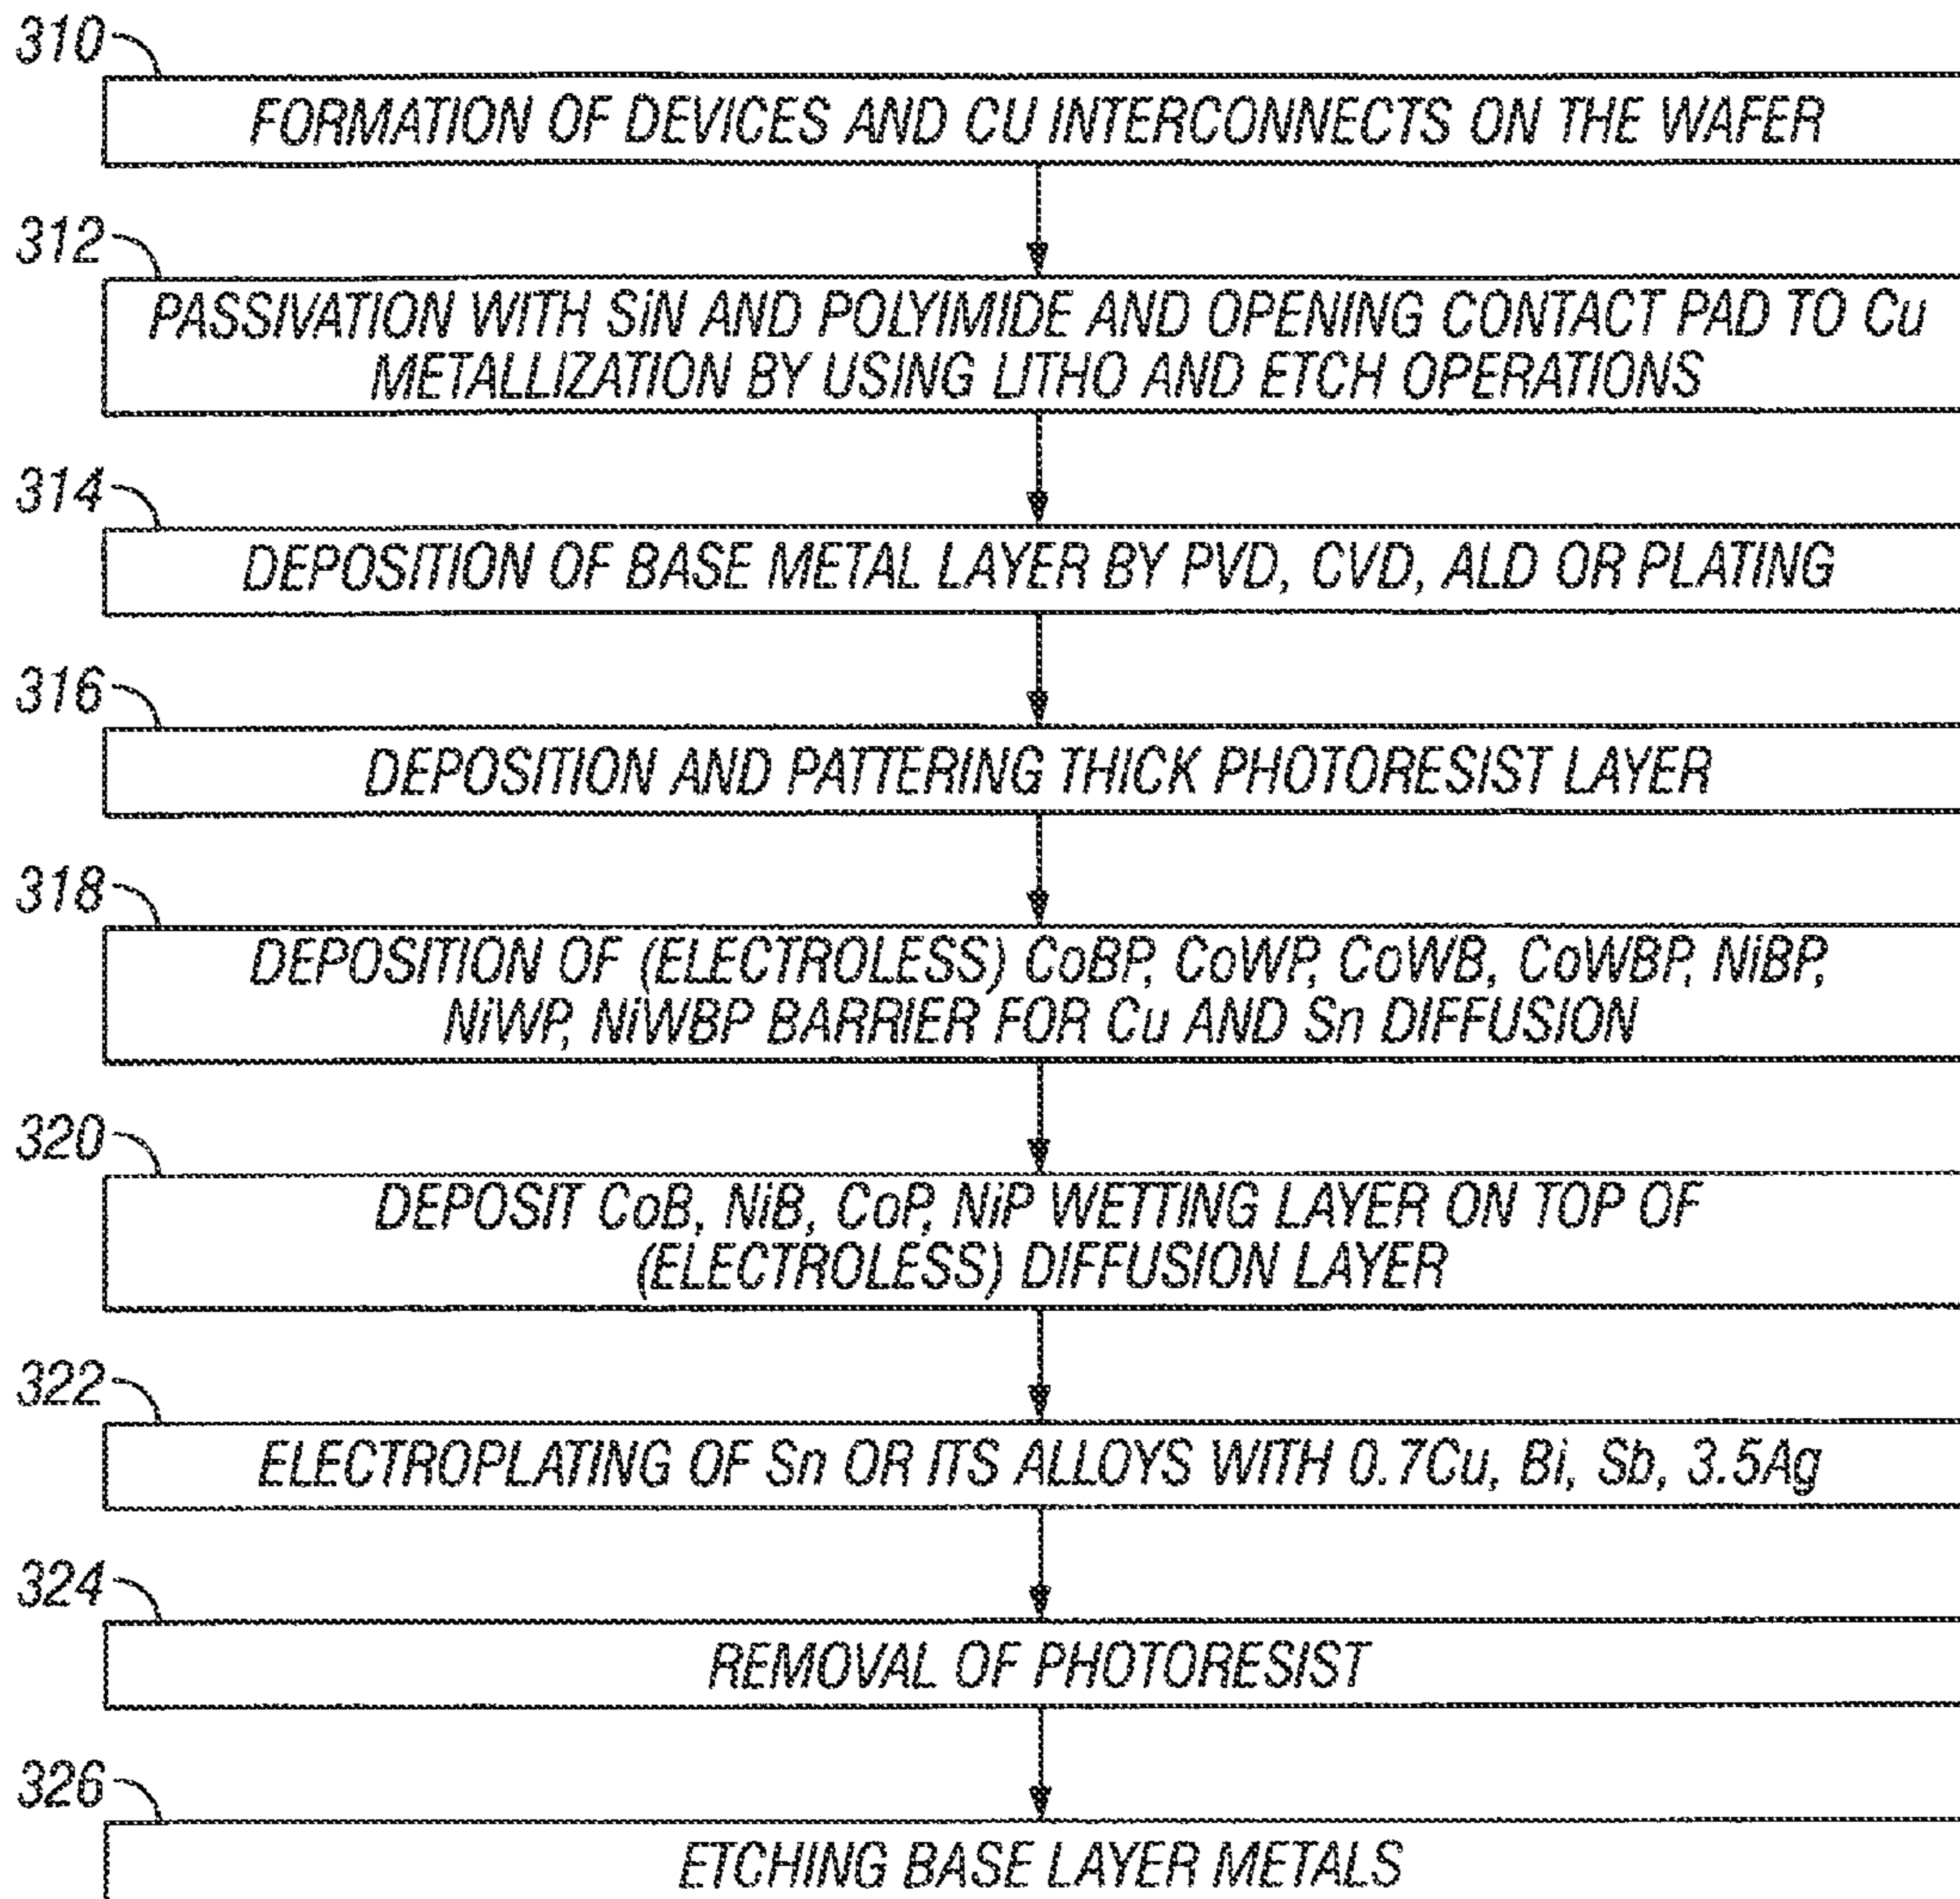 310
FORMATION OF DEVICES AND CU INTERCONNECTS ON THE WAFER
312
PASSIVATION WITH SiN AND POLYIMIDE AND OPENING CONTACT PAD TO Cu
METALLIZATION BY USING LITHO AND ETCH OPERATIONS
314
DEPOSITION OF BASE METAL LAYER BY PVD, CVD, ALD OR PLATING
316
DEPOSITION AND PATTERING THICK PHOTORESIST LAYER
318
DEPOSITION OF (ELECTROLESS) CoBP, CoWP, CoWB, CoWBP, NiBP,
NiWP, NiWBP BARRIER FOR Cu AND Sn DIFFUSION
320
DEPOSIT CoB, NiB, CoP, NiP WETTING LAYER ON TOP OF
(ELECTROLESS) DIFFUSION LAYER
322
ELECTROPLATING OF Sn OR ITS ALLOYS WITH 0.7Cu, Bi, Sb, 3.5Ag
324
REMOVAL OF PHOTORESIST
326
ETCHING BASE LAYER METALS